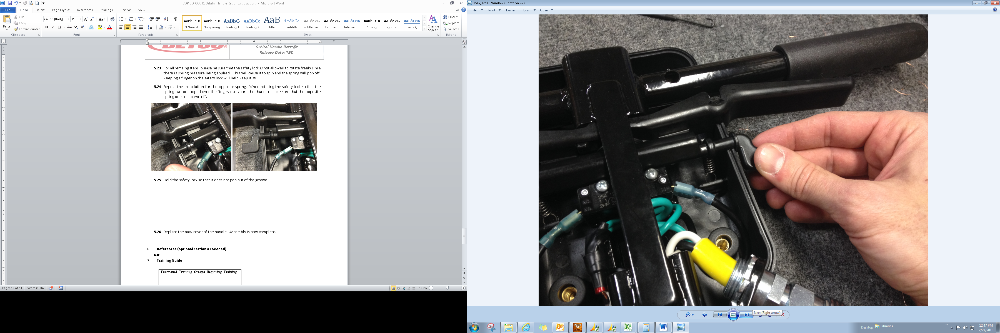 SOP EQ XXX 01 Orbital Handle Retrofit Instructions - Microsoft Word
File Home Insert Page Layout References Mailings Review View
Cut
Copy
Format Painter
Paste
Calibri (Body) 11
AaBbCcDc AaBbCcDc AaBbC AaBbCc AaB AaBbCc. AaBbCcDc AaBbCcDc AaBbCcDc AaBbCcDc AaBbCcDc AaBbCcDc
¶ Normal No Spacing Heading 1 Heading 2 Title Subtitle Subtle Em... Emphasis Intense E... Strong Quote Intense Q...
Change Styles
Find
Replace
Select
Clipboard Font Paragraph Styles Editing
BETCO®
Orbital Handle Retrofit
Release Date: TBD
5.23 For all remaing steps, please be sure that the safety lock is not allowed to rotate freely since
there is spring pressure being applied. This will cause it to spin and the spring will pop off.
Keeping a finger on the safety lock will help keep it still.
5.24 Repeat the installation for the opposite spring. When rotating the safety lock so that the
spring can be looped over the finger, use your other hand to make sure that the opposite
spring does not come off.
5.25 Hold the safety lock so that it does not pop out of the groove.
5.26 Replace the back cover of the handle. Assembly is now complete.
6 References (optional section as needed)
6.01
7 Training Guide
Functional Training Groups Requiring Training
Page: 10 of 11 Words: 984 100%
IMG_3251 - Windows Photo Viewer
File Print E-mail Burn Open
25A
2HP
Next (Right arrow)
Desktop Libraries
12:47 PM
2/27/2015